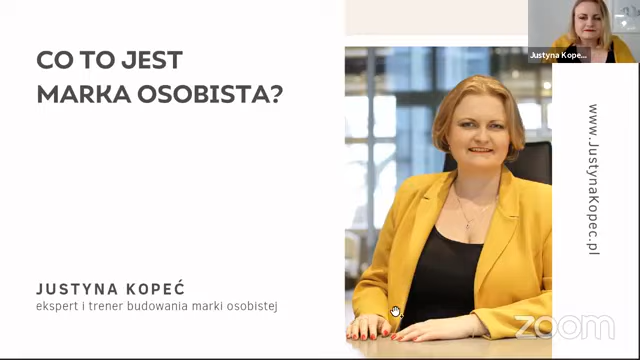 CO TO JEST
MARKA OSOBISTA?
JUSTYNA KOPEĆ
ekspert i trener budowania marki osobistej
www.JustynaKopec.pl
Justyna Kope...
zoom